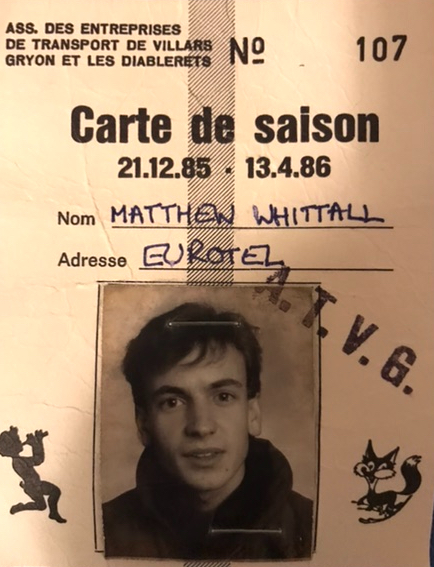 ASS. DES ENTREPRISES
DE TRANSPORT DE VILLARS
GRYON ET LES DIABLERETS
Nº 107
Carte de saison
21.12.85 · 13.4.86
Nom MATTHEW WHITTALL
Adresse EUROTEL
A.T.V.G.